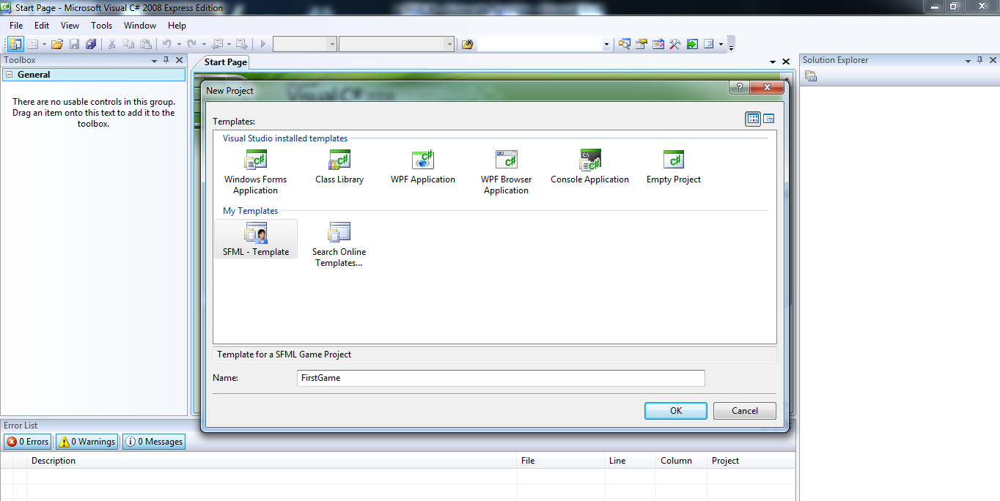 Start Page - Microsoft Visual C# 2008 Express Edition
File Edit View Tools Window Help
Toolbox
General
There are no usable controls in this group.
Drag an item onto this text to add it to the
toolbox.
Start Page
Solution Explorer
New Project
Templates:
Visual Studio installed templates
Windows Forms
Application
Class Library
WPF Application
WPF Browser
Application
Console Application
Empty Project
My Templates
SFML - Template
Search Online
Templates...
Template for a SFML Game Project
Name: FirstGame
OK Cancel
Error List
0 Errors 0 Warnings 0 Messages
Description File Line Column Project